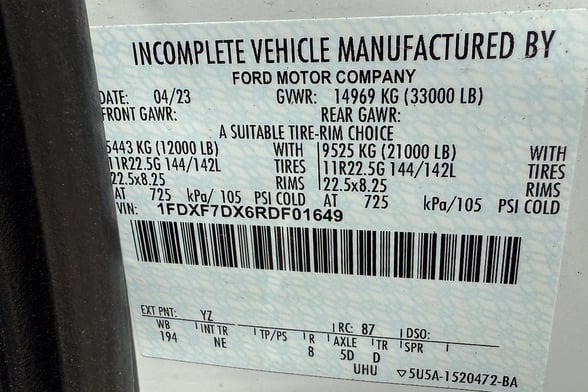 INCOMPLETE VEHICLE MANUFACTURED BY
FORD MOTOR COMPANY
DATE: 04/23 GVWR: 14969 KG (33000 LB)
FRONT GAWR: REAR GAWR:
A SUITABLE TIRE-RIM CHOICE
5443 KG (12000 LB) WITH 9525 KG (21000 LB) WITH
11R22.5G 144/142L TIRES 11R22.5G 144/142L TIRES
22.5x8.25 RIMS 22.5x8.25 RIMS
AT 725 kPa/ 105 PSI COLD AT 725 kPa/105 PSI COLD
VIN: 1FDXF7DX6RDF01649
EXT PNT: YZ RC: 87 DSO:
WB INT TR TP/PS R AXLE TR SPR
194 NE 8 5D D
UHU ▽5U5A-1520472-BA